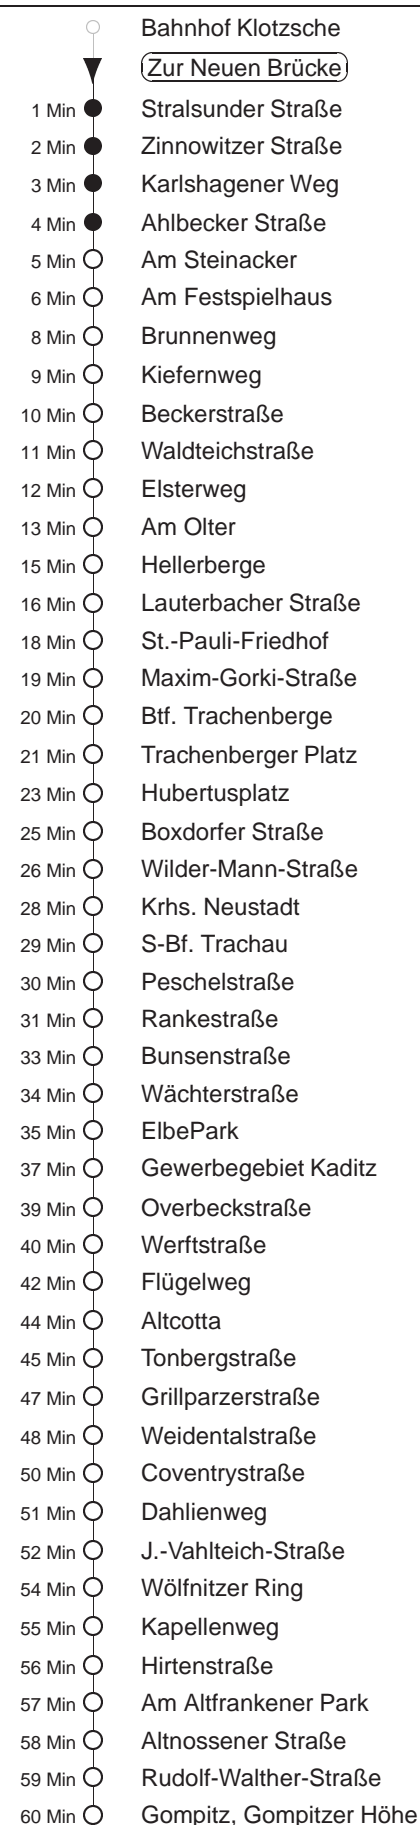 Bahnhof Klotzsche
Zur Neuen Brücke
1 Min Stralsunder Straße
2 Min Zinnowitzer Straße
3 Min Karlshagener Weg
4 Min Ahlbecker Straße
5 Min Am Steinacker
6 Min Am Festspielhaus
8 Min Brunnenweg
9 Min Kiefernweg
10 Min Beckerstraße
11 Min Waldteichstraße
12 Min Elsterweg
13 Min Am Olter
15 Min Hellerberge
16 Min Lauterbacher Straße
18 Min St.-Pauli-Friedhof
19 Min Maxim-Gorki-Straße
20 Min Btf. Trachenberge
21 Min Trachenberger Platz
23 Min Hubertusplatz
25 Min Boxdorfer Straße
26 Min Wilder-Mann-Straße
28 Min Krhs. Neustadt
29 Min S-Bf. Trachau
30 Min Peschelstraße
31 Min Rankestraße
33 Min Bunsenstraße
34 Min Wächterstraße
35 Min ElbePark
37 Min Gewerbegebiet Kaditz
39 Min Overbeckstraße
40 Min Werftstraße
42 Min Flügelweg
44 Min Altcotta
45 Min Tonbergstraße
47 Min Grillparzerstraße
48 Min Weidentalstraße
50 Min Coventrystraße
51 Min Dahlienweg
52 Min J.-Vahlteich-Straße
54 Min Wölfnitzer Ring
55 Min Kapellenweg
56 Min Hirtenstraße
57 Min Am Altfrankener Park
58 Min Altnossener Straße
59 Min Rudolf-Walther-Straße
60 Min Gompitz, Gompitzer Höhe